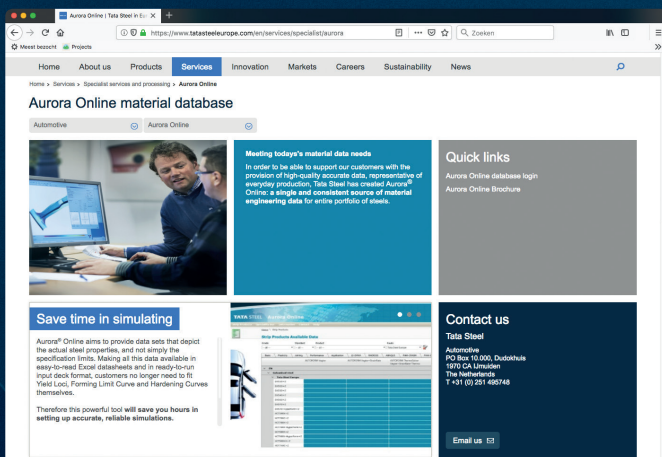 Aurora Online | Tata Steel in Eur
https://www.tatasteeleurope.com/en/services/specialist/aurora
Zoeken
Meest bezocht Projects
Home About us Products Services Innovation Markets Careers Sustainability News
Home > Services > Specialist services and processing > Aurora Online
Aurora Online material database
Automotive Aurora Online
Meeting todays's material data needs
In order to be able to support our customers with the
provision of high-quality accurate data, representative of
everyday production, Tata Steel has created Aurora®
Online: a single and consistent source of material
engineering data for entire portfolio of steels.
Quick links
Aurora Online database login
Aurora Online Brochure
Save time in simulating
Aurora® Online aims to provide data sets that depict
the actual steel properties, and not simply the
specification limits. Making all this data available in
easy-to-read Excel datasheets and in ready-to-run
input deck format, customers no longer need to fit
Yield Loci, Forming Limit Curve and Hardening Curves
themselves.
Therefore this powerful tool will save you hours in
setting up accurate, reliable simulations.
TATA STEEL Aurora Online
Strip Products Available Data
Contact us
Tata Steel
Automotive
PO Box 10.000, Dudokhuis
1970 CA IJmuiden
The Netherlands
T +31 (0) 251 495748
Email us